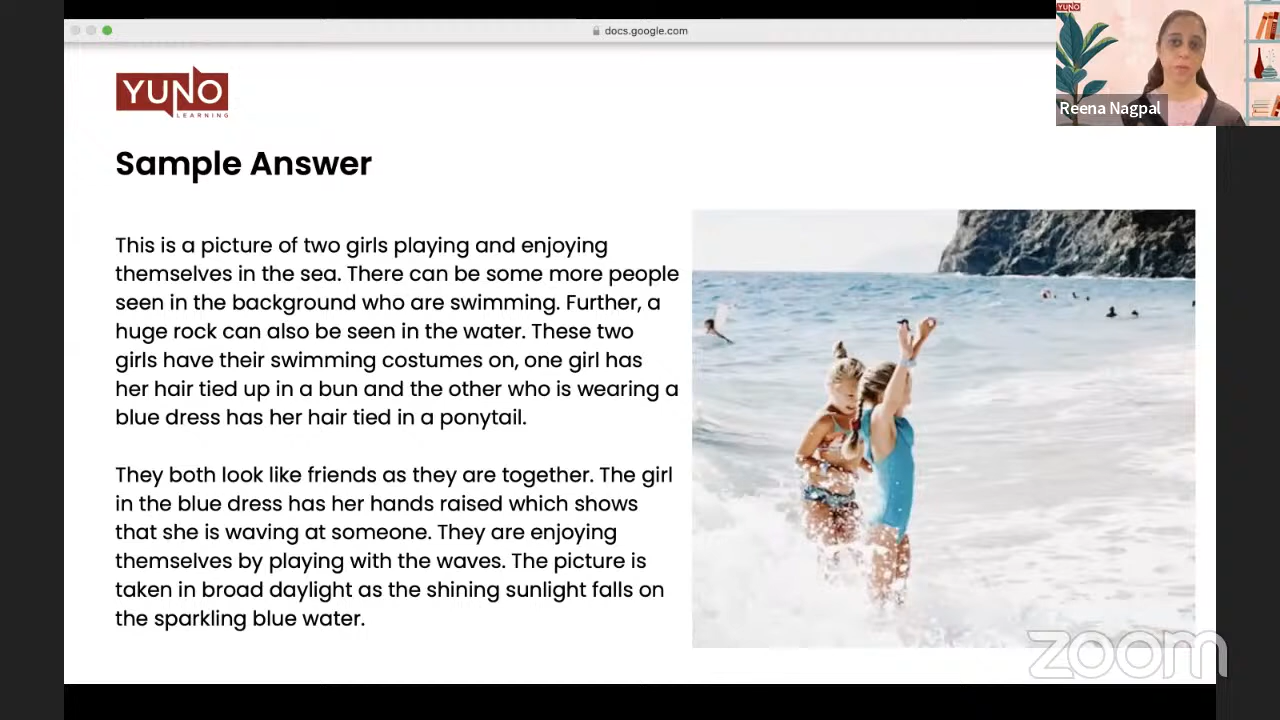 docs.google.com
YUNO
Reena Nagpal
YUNO
LEARNING
Sample Answer
This is a picture of two girls playing and enjoying
themselves in the sea. There can be some more people
seen in the background who are swimming. Further, a
huge rock can also be seen in the water. These two
girls have their swimming costumes on, one girl has
her hair tied up in a bun and the other who is wearing a
blue dress has her hair tied in a ponytail.
They both look like friends as they are together. The girl
in the blue dress has her hands raised which shows
that she is waving at someone. They are enjoying
themselves by playing with the waves. The picture is
taken in broad daylight as the shining sunlight falls on
the sparkling blue water.
zoom